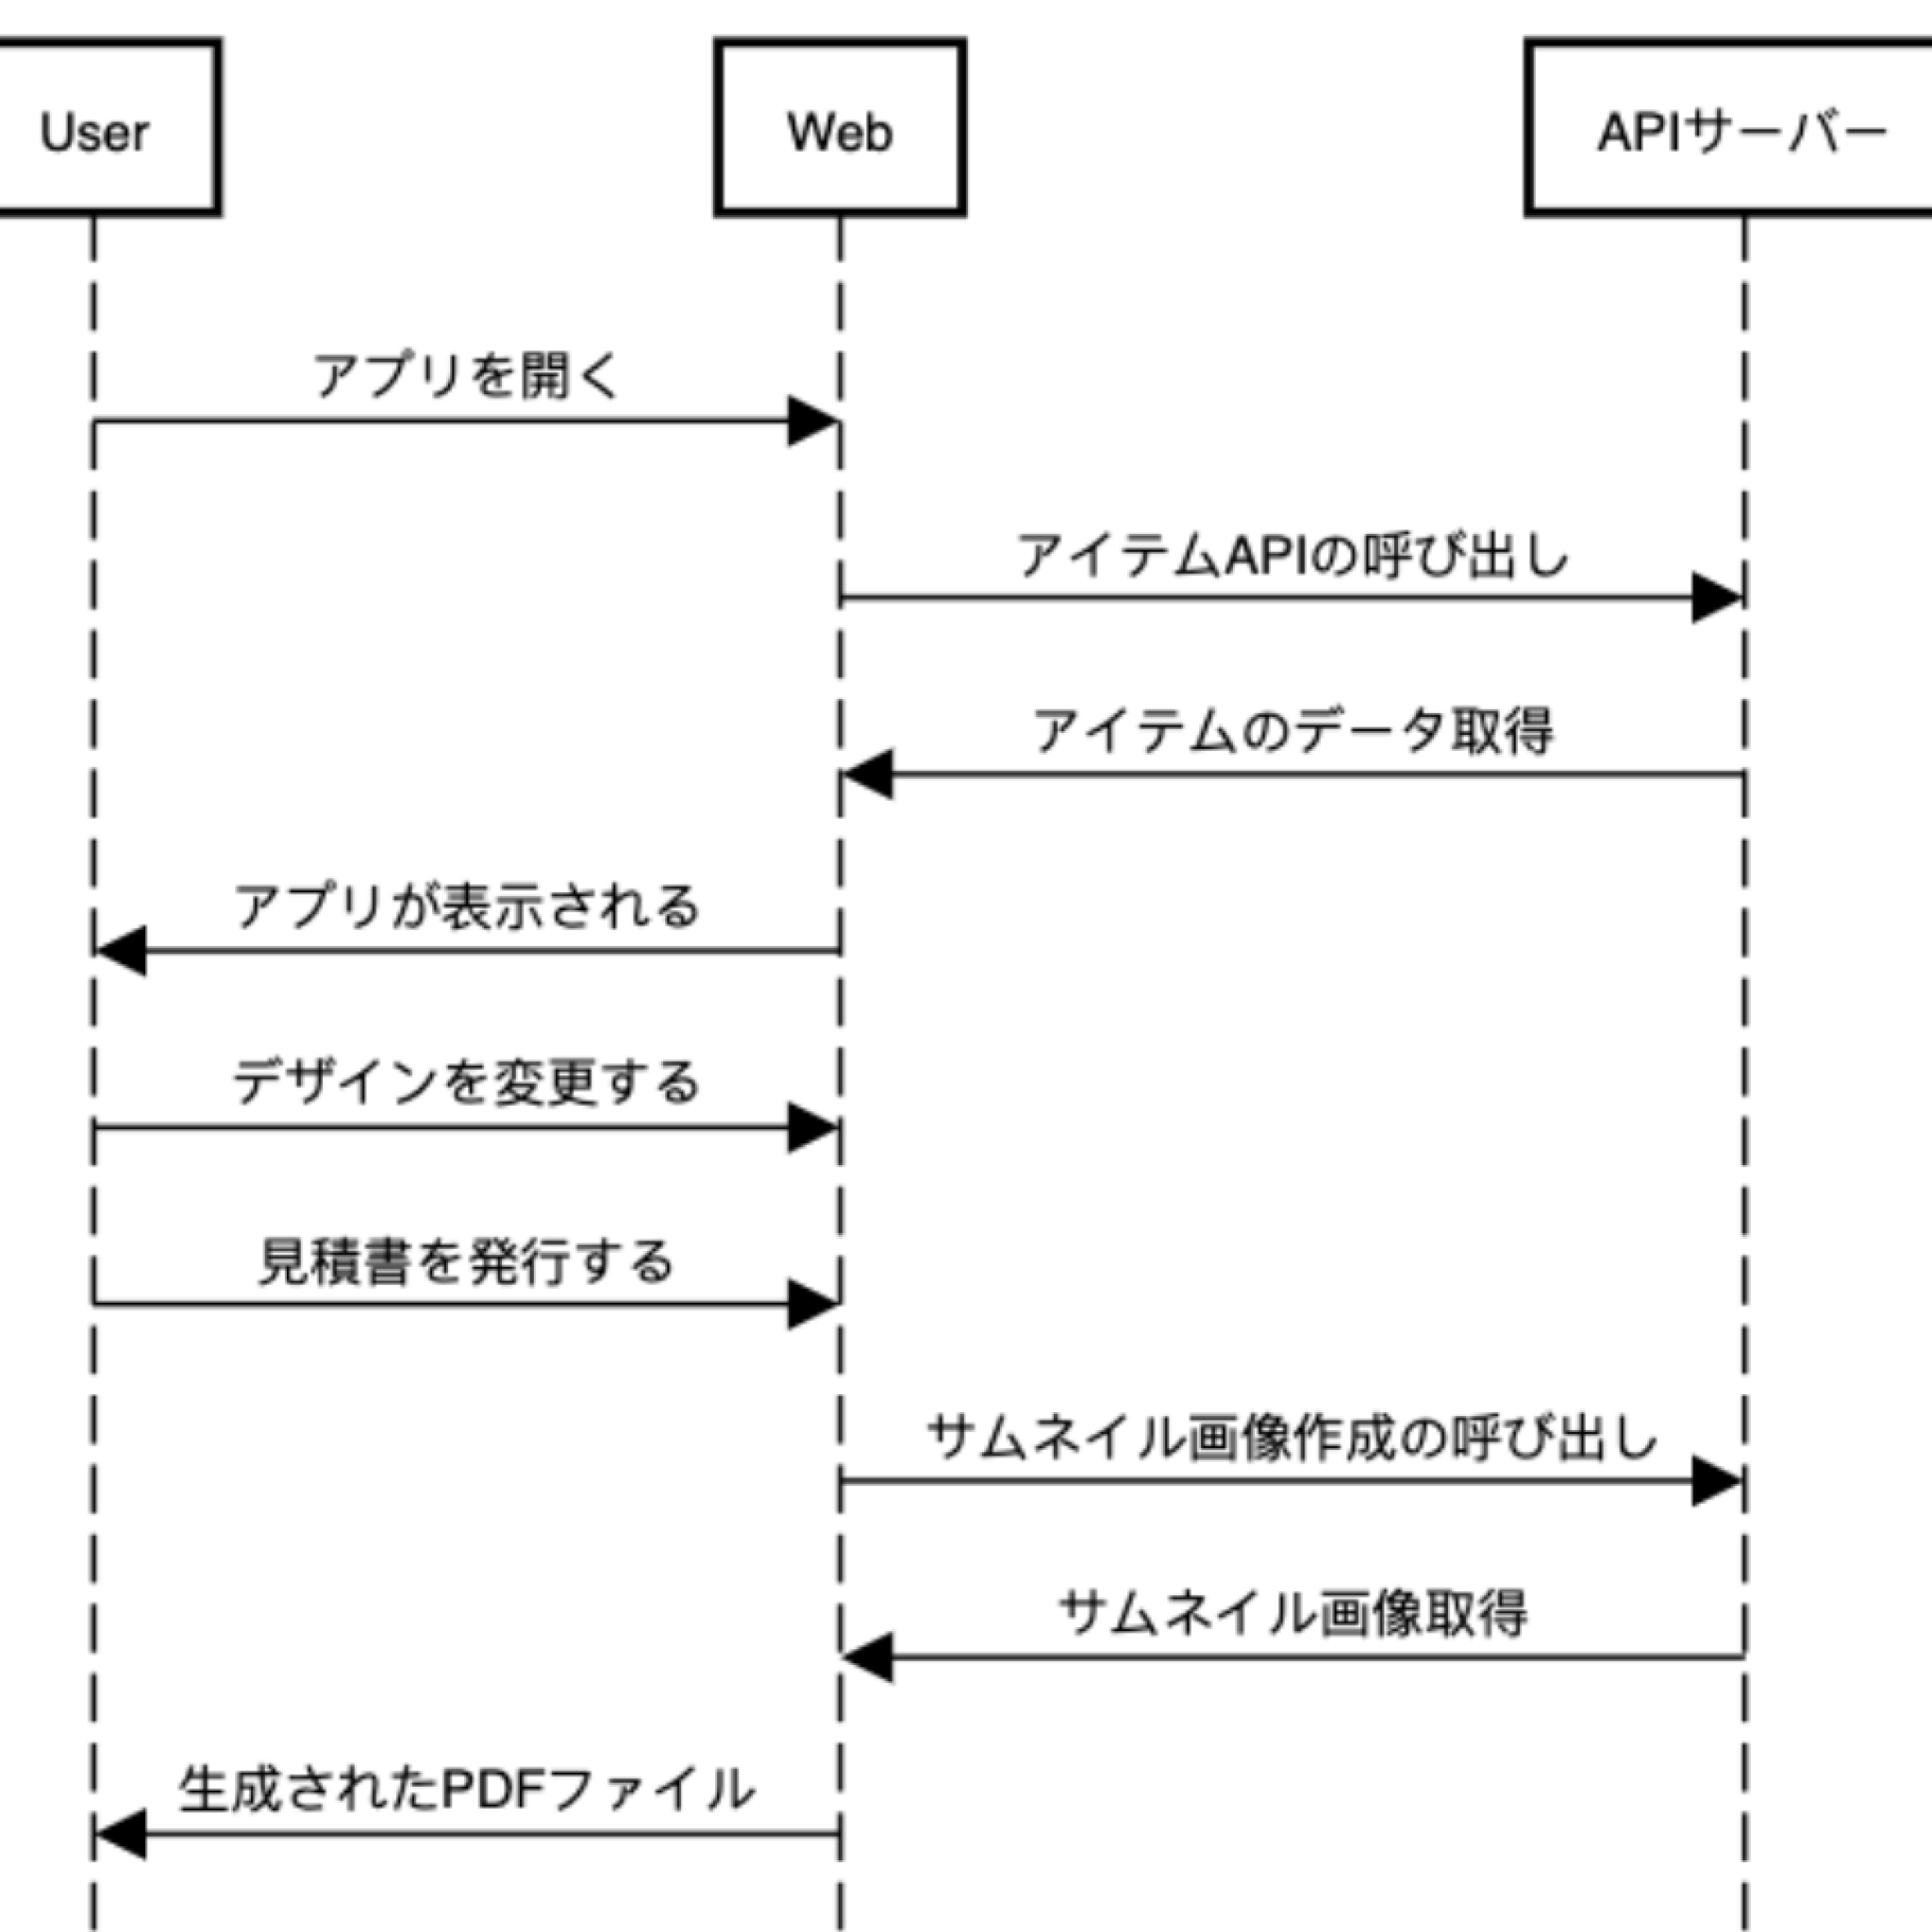 User
Web
APIサーバー
アプリを開く
アイテムAPIの呼び出し
アイテムのデータ取得
アプリが表示される
デザインを変更する
見積書を発行する
サムネイル画像作成の呼び出し
サムネイル画像取得
生成されたPDFファイル